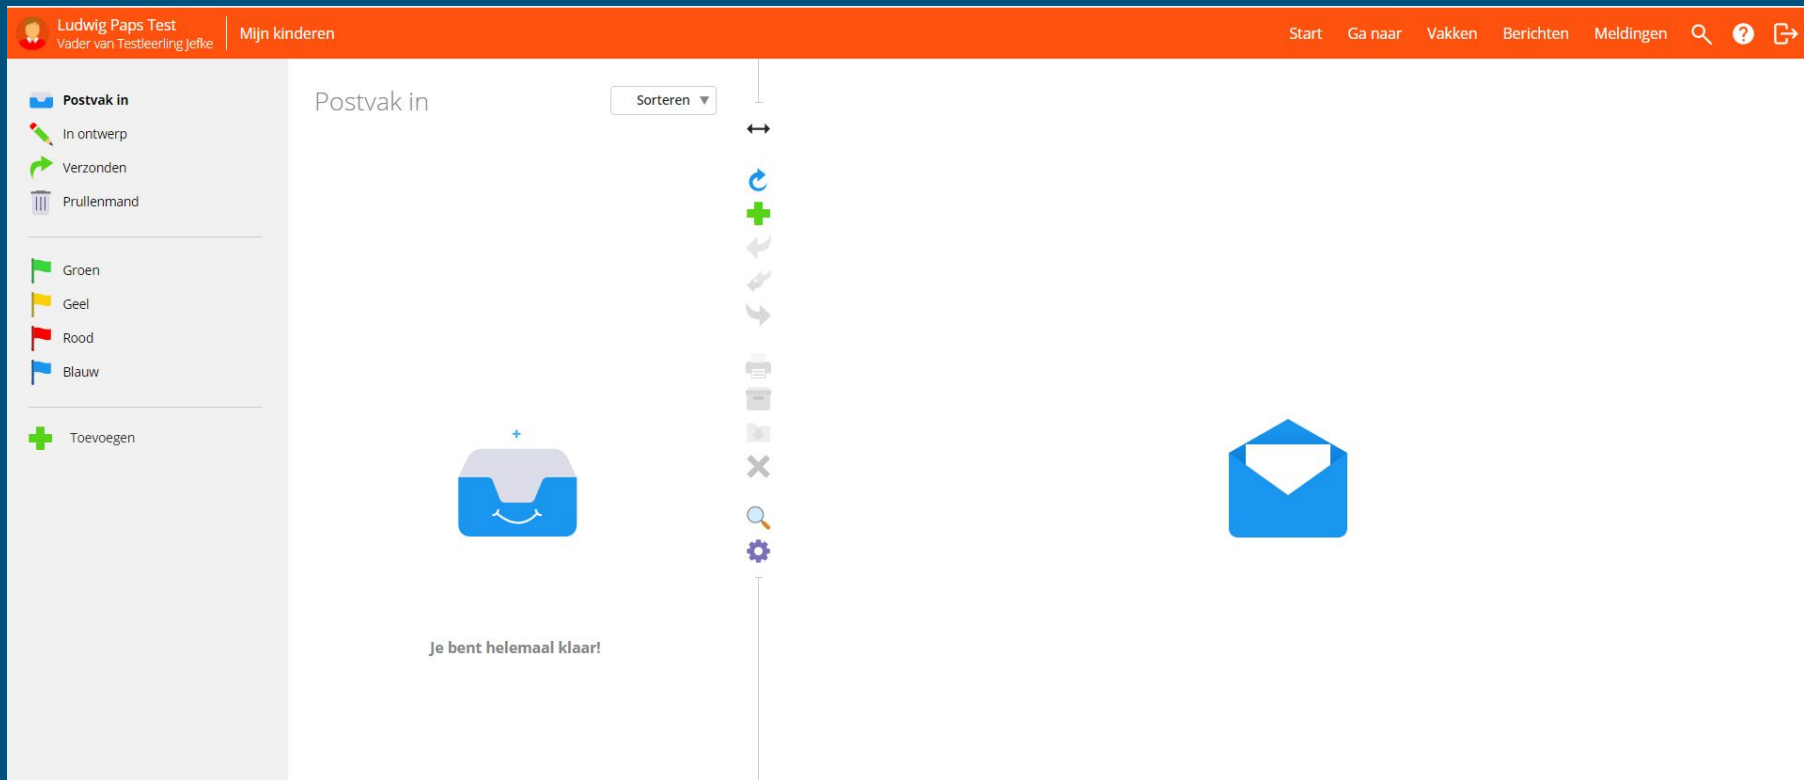 Ludwig Paps Test
Vader van Testleerling Jefke
Mijn kinderen
Start
Ga naar
Vakken
Berichten
Meldingen
Postvak in
In ontwerp
Verzonden
Prullenmand
Groen
Geel
Rood
Blauw
Toevoegen
Postvak in
Sorteren
Je bent helemaal klaar!